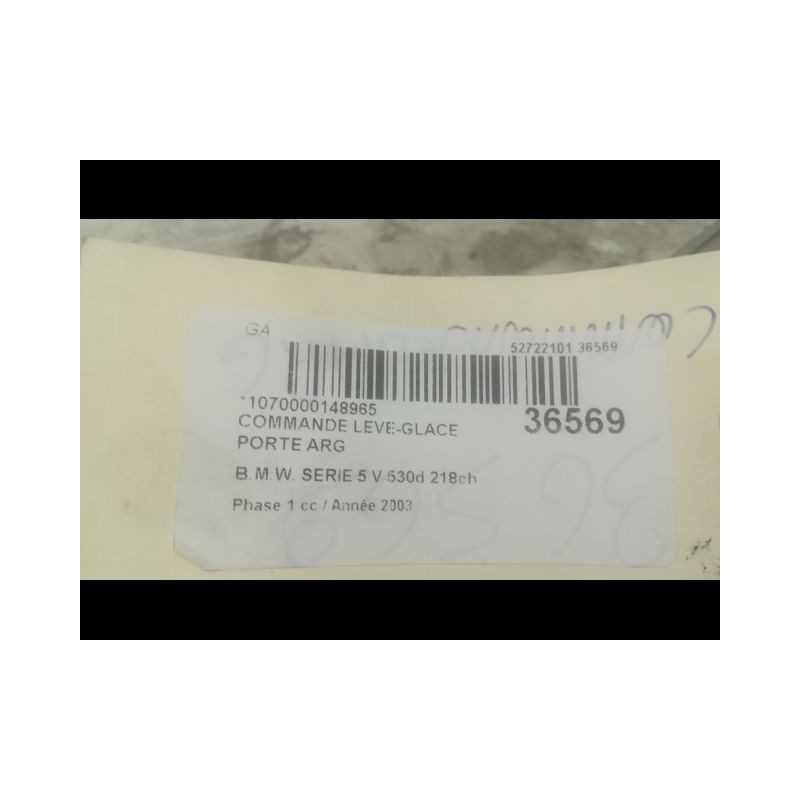 GA
52722101 36569
*1070000148965
36569
COMMANDE LEVE-GLACE
PORTE ARG
B.M.W. SERIE 5 V 530d 218ch
Phase 1 cc / Année 2003
36569